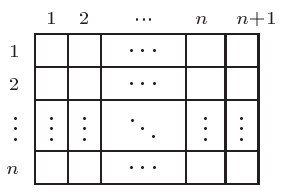 1 2 ⋯ n n+1
1 ⋯
2 ⋯
⋮ ⋮ ⋮ ⋱ ⋮ ⋮
n ⋯